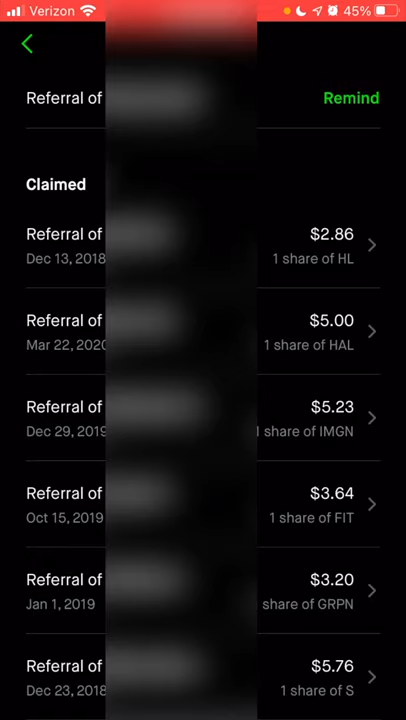 Verizon 45%
Referral of Remind
Claimed
Referral of $2.86
Dec 13, 2018 1 share of HL
Referral of $5.00
Mar 22, 2020 1 share of HAL
Referral of $5.23
Dec 29, 2019 1 share of IMGN
Referral of $3.64
Oct 15, 2019 1 share of FIT
Referral of $3.20
Jan 1, 2019 share of GRPN
Referral of $5.76
Dec 23, 2018 1 share of S